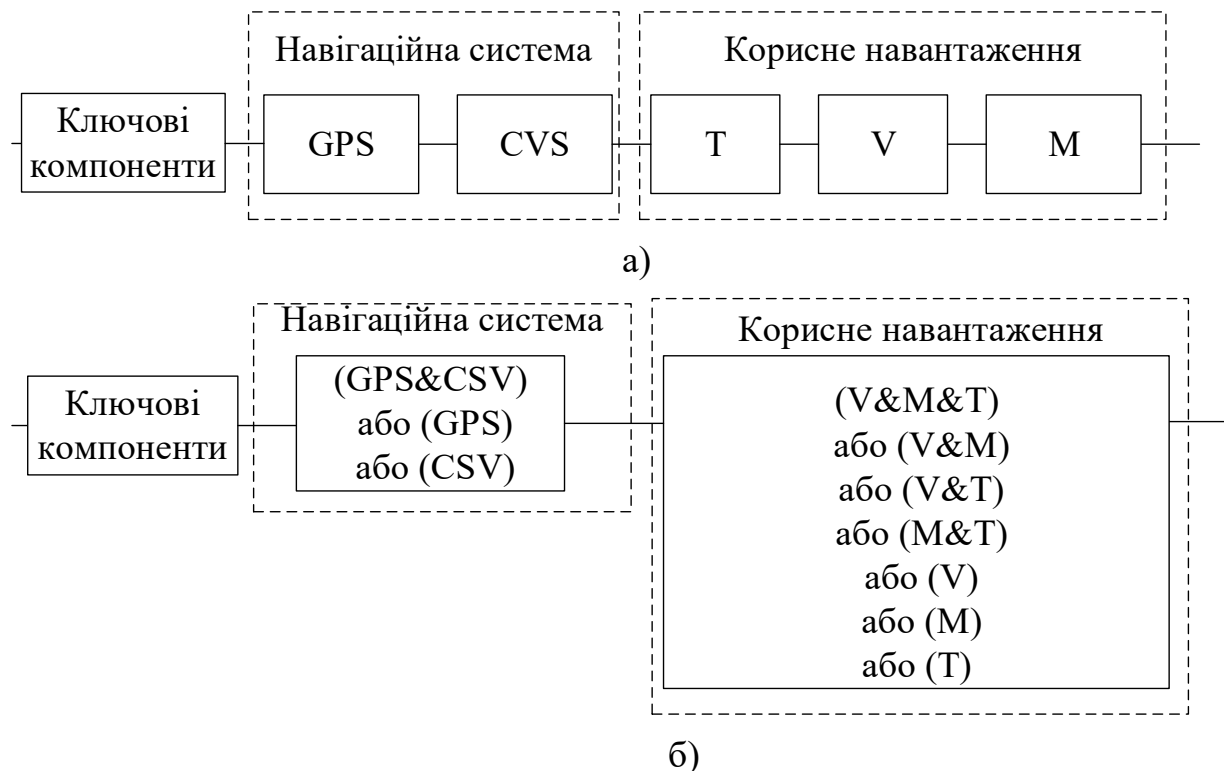 Навігаційна система
Корисне навантаження
Ключові
компоненти
GPS
CVS
T
V
M
а)
Навігаційна система
Корисне навантаження
Ключові
компоненти
(GPS&CSV)
або (GPS)
або (CSV)
(V&M&T)
або (V&M)
або (V&T)
або (M&T)
або (V)
або (M)
або (T)
б)